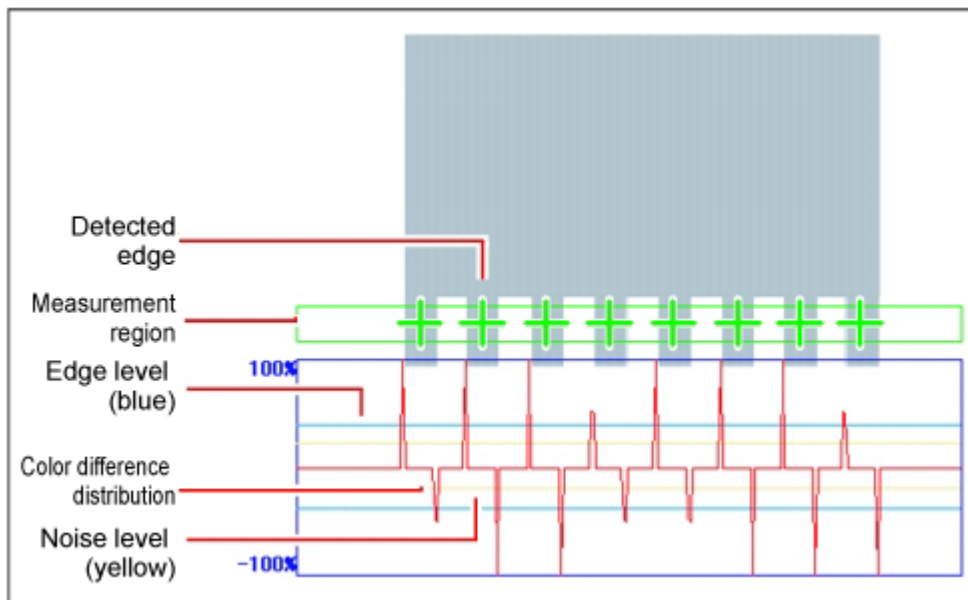 Detected
edge
Measurement
region
Edge level
(blue)
100%
Color difference
distribution
Noise level
(yellow)
-100%